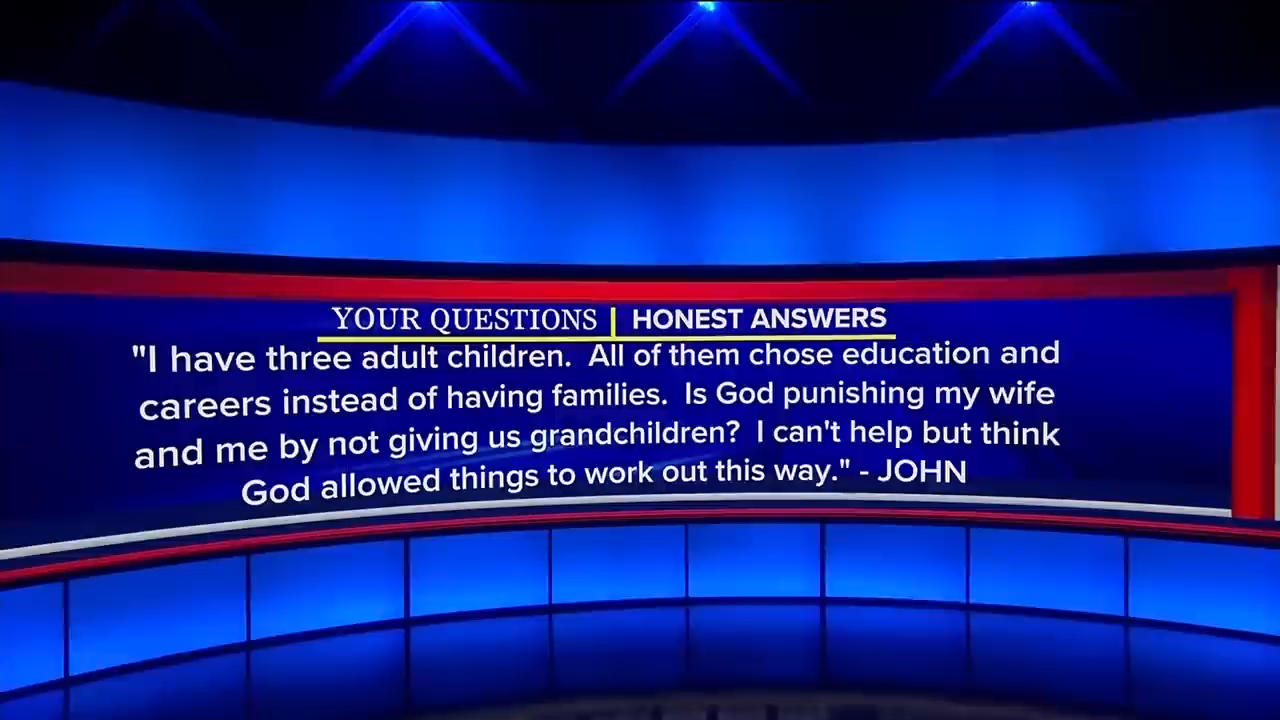 YOUR QUESTIONS | HONEST ANSWERS
"I have three adult children. All of them chose education and
careers instead of having families. Is God punishing my wife
and me by not giving us grandchildren? I can't help but think
God allowed things to work out this way." - JOHN